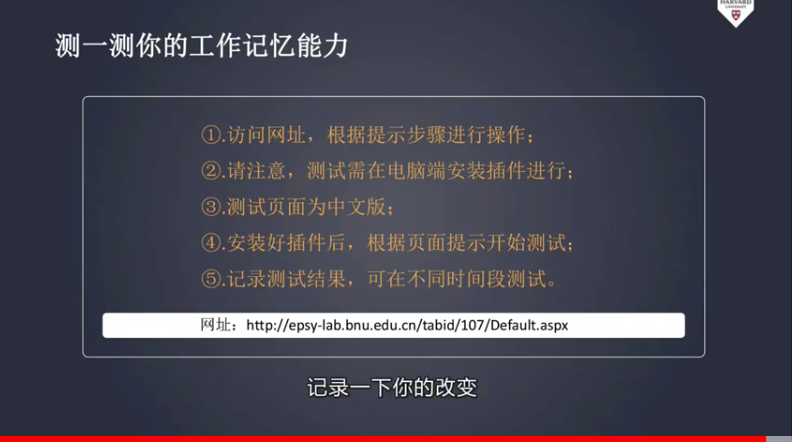 HARVARD
UNIVERSITY
测一测你的工作记忆能力
①.访问网址，根据提示步骤进行操作；
②.请注意，测试需在电脑端安装插件进行；
③.测试页面为中文版；
④.安装好插件后，根据页面提示开始测试；
⑤.记录测试结果，可在不同时间段测试。
网址：http://epsy-lab.bnu.edu.cn/tabid/107/Default.aspx
记录一下你的改变